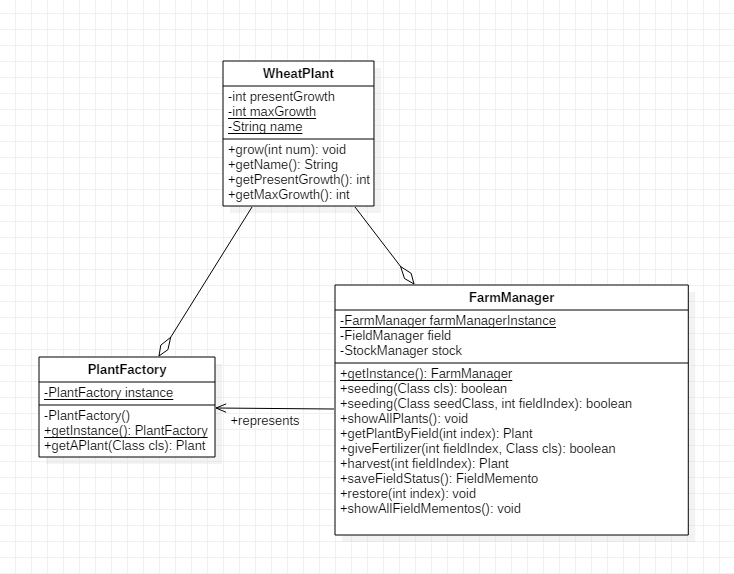 WheatPlant
-int presentGrowth
-int maxGrowth
-String name
+grow(int num): void
+getName(): String
+getPresentGrowth(): int
+getMaxGrowth(): int
FarmManager
-FarmManager farmManagerInstance
-FieldManager field
-StockManager stock
+getInstance(): FarmManager
+seeding(Class cls): boolean
+seeding(Class seedClass, int fieldIndex): boolean
+showAllPlants(): void
+getPlantByField(int index): Plant
+giveFertilizer(int fieldIndex, Class cls): boolean
+harvest(int fieldIndex): Plant
+saveFieldStatus(): FieldMemento
+restore(int index): void
+showAllFieldMementos(): void
PlantFactory
-PlantFactory instance
-PlantFactory()
+getInstance(): PlantFactory
+getAPlant(Class cls): Plant
+represents